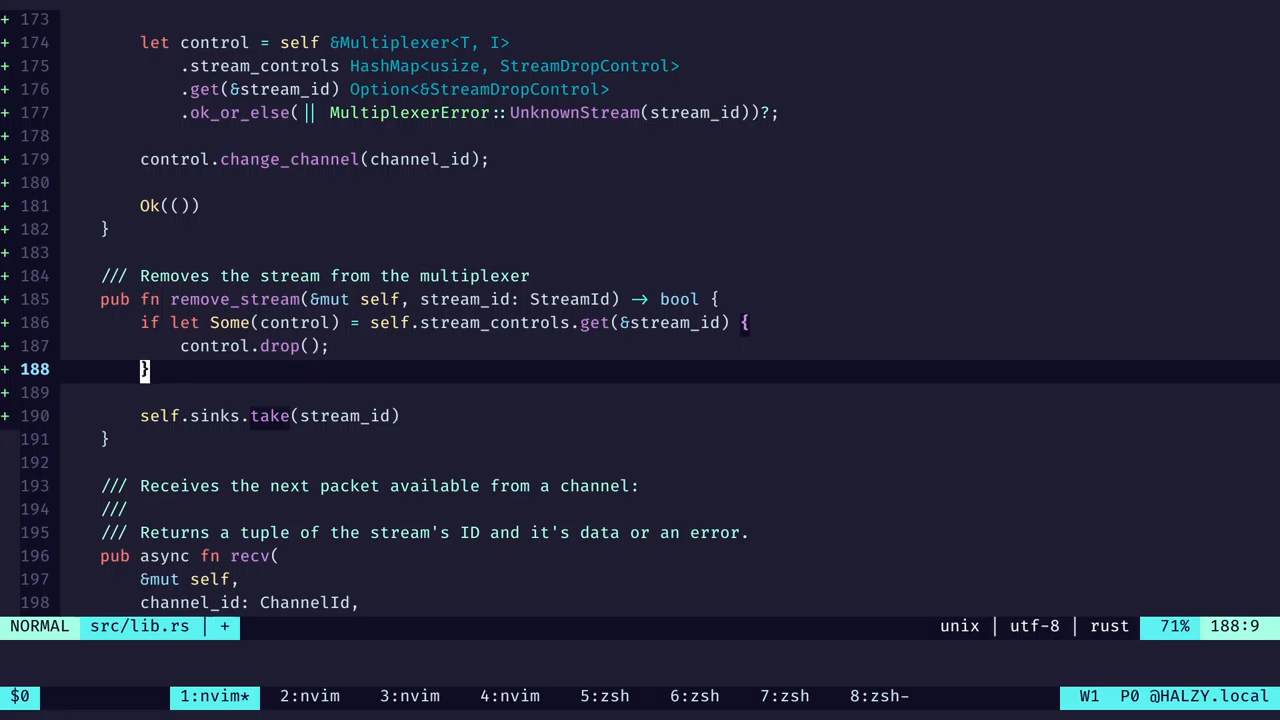 + 173
+ 174         let control = self &Multiplexer<T, I>
+ 175             .stream_controls HashMap<usize, StreamDropControl>
+ 176             .get(&stream_id) Option<&StreamDropControl>
+ 177             .ok_or_else(|| MultiplexerError::UnknownStream(stream_id))?;
+ 178
+ 179         control.change_channel(channel_id);
+ 180
+ 181         Ok(())
+ 182     }
+ 183
+ 184     /// Removes the stream from the multiplexer
+ 185     pub fn remove_stream(&mut self, stream_id: StreamId) -> bool {
+ 186         if let Some(control) = self.stream_controls.get(&stream_id) {
+ 187             control.drop();
+ 188         }
+ 189
+ 190         self.sinks.take(stream_id)
  191     }
  192
  193     /// Receives the next packet available from a channel:
  194     ///
  195     /// Returns a tuple of the stream's ID and it's data or an error.
  196     pub async fn recv(
  197         &mut self,
  198         channel_id: ChannelId,
NORMAL  src/lib.rs | +  unix | utf-8 | rust  71%  188:9
$0  1:nvim*  2:nvim  3:nvim  4:nvim  5:zsh  6:zsh  7:zsh  8:zsh-  W1  P0 @HALZY.local